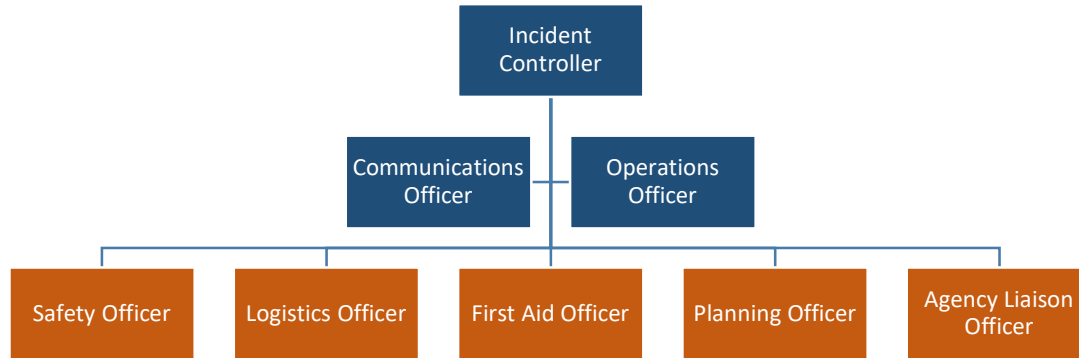 Incident
Controller
Communications
Officer
Operations
Officer
Safety Officer
Logistics Officer
First Aid Officer
Planning Officer
Agency Liaison
Officer